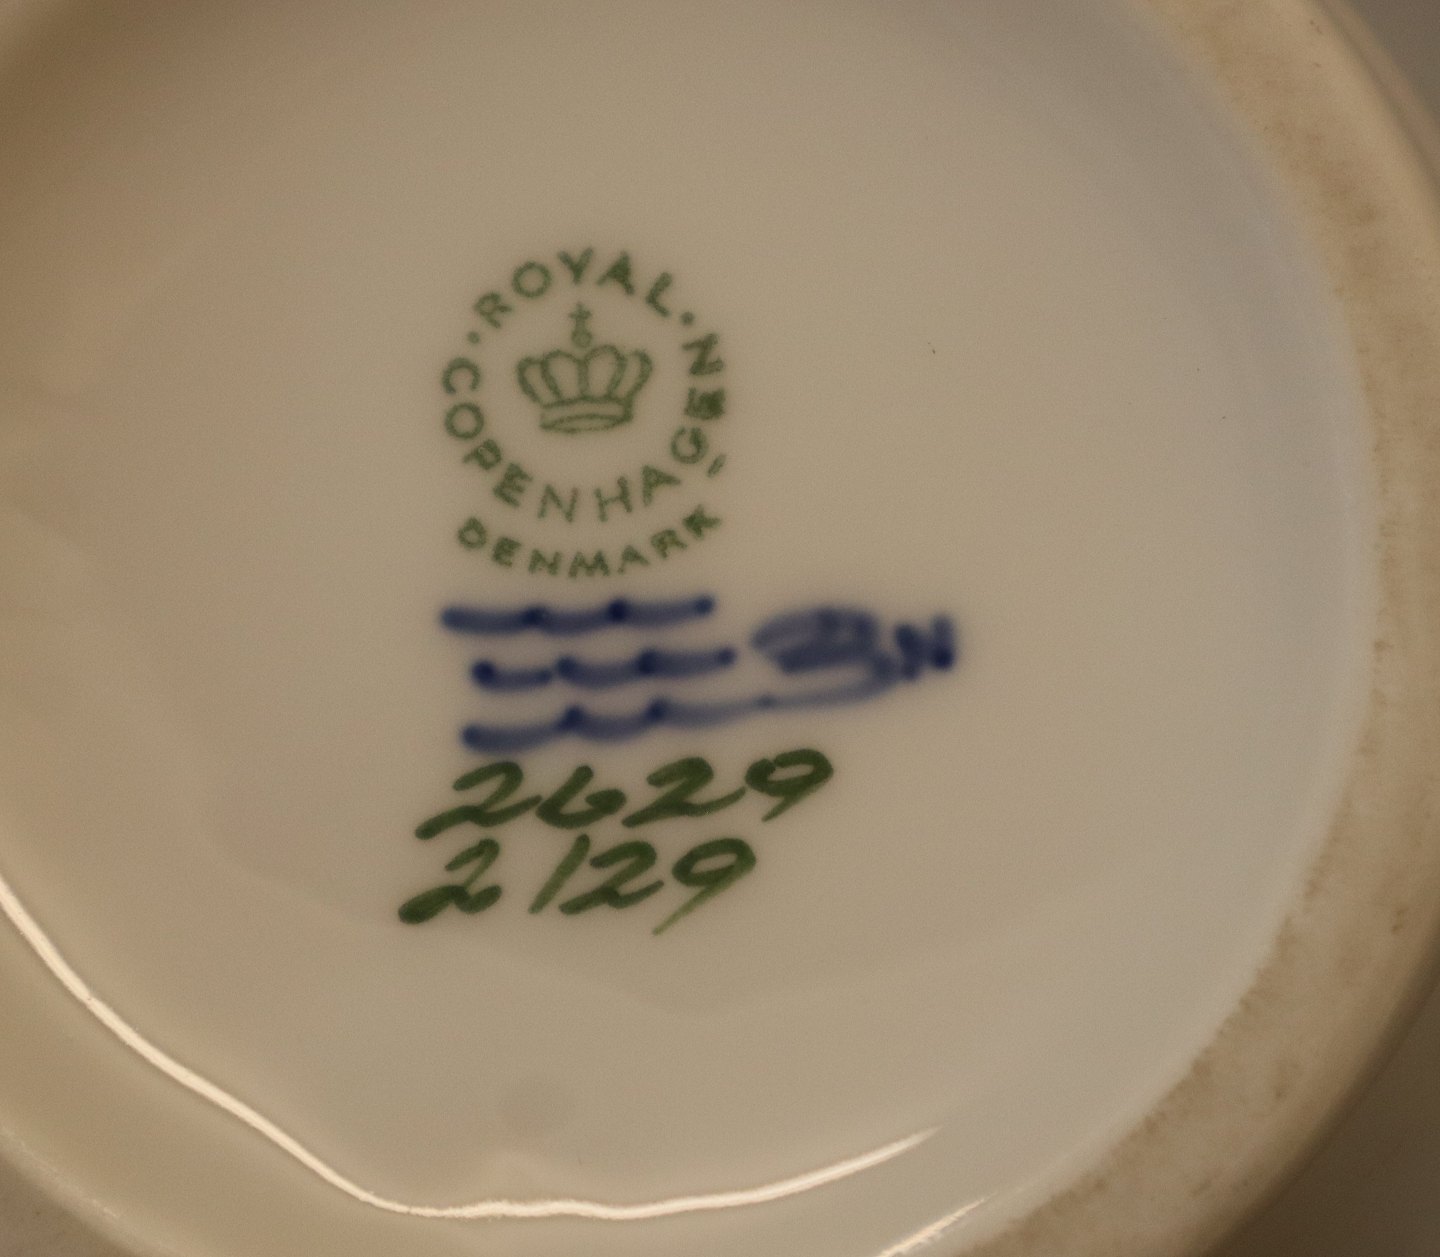 · ROYAL ·
COPENHAGEN
DENMARK
2629
2129